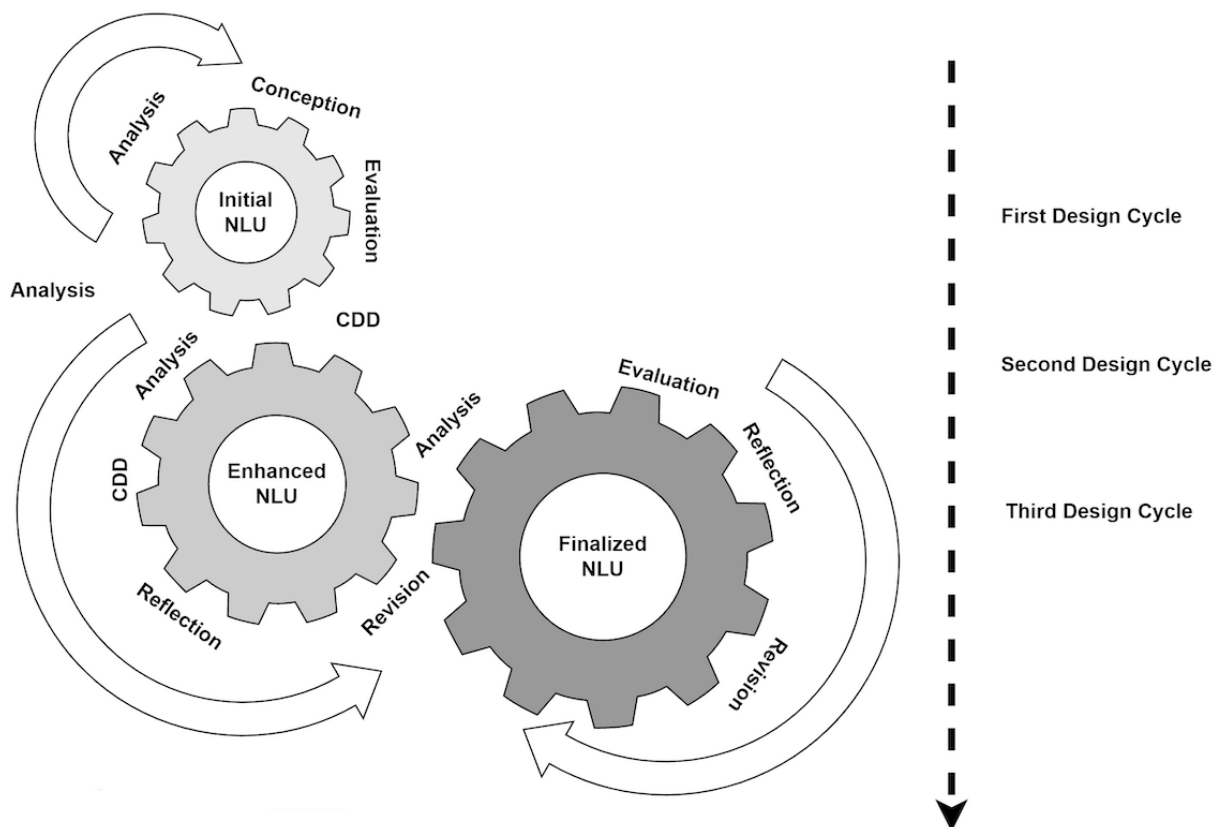 Conception
Analysis
Evaluation
Initial
NLU
First Design Cycle
Analysis
CDD
Analysis
Second Design Cycle
Evaluation
Analysis
Reflection
CDD
Enhanced
NLU
Third Design Cycle
Finalized
NLU
Reflection
Revision
Revision